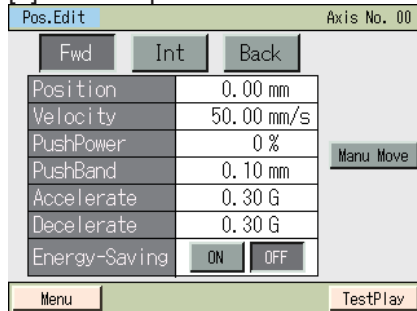 Pos.Edit Axis No. 00
Fwd Int Back
Position 0.00 mm
Velocity 50.00 mm/s
PushPower 0 %
PushBand 0.10 mm
Manu Move
Accelerate 0.30 G
Decelerate 0.30 G
Energy-Saving ON OFF
Menu TestPlay